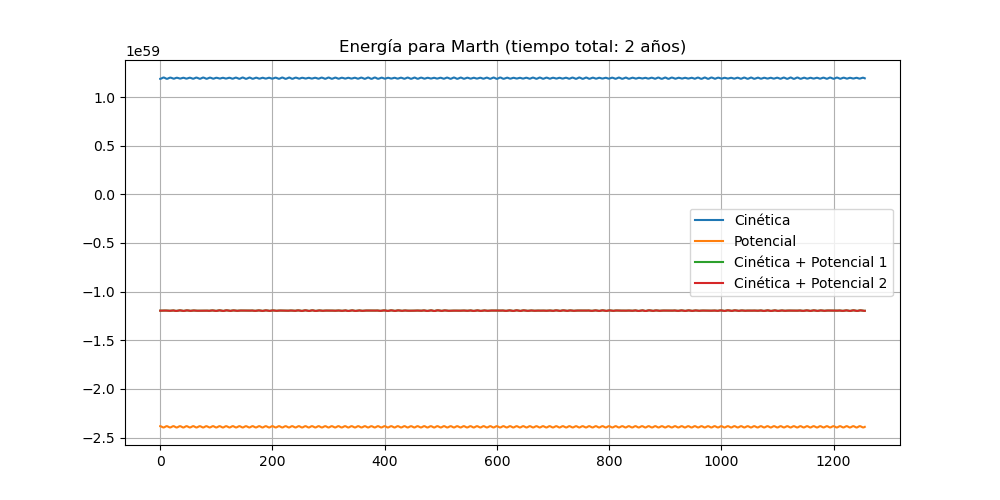 Energía para Marth (tiempo total: 2 años)
1e59
1.0
0.5
0.0
−0.5
−1.0
−1.5
−2.0
−2.5
0
200
400
600
800
1000
1200
Cinética
Potencial
Cinética + Potencial 1
Cinética + Potencial 2